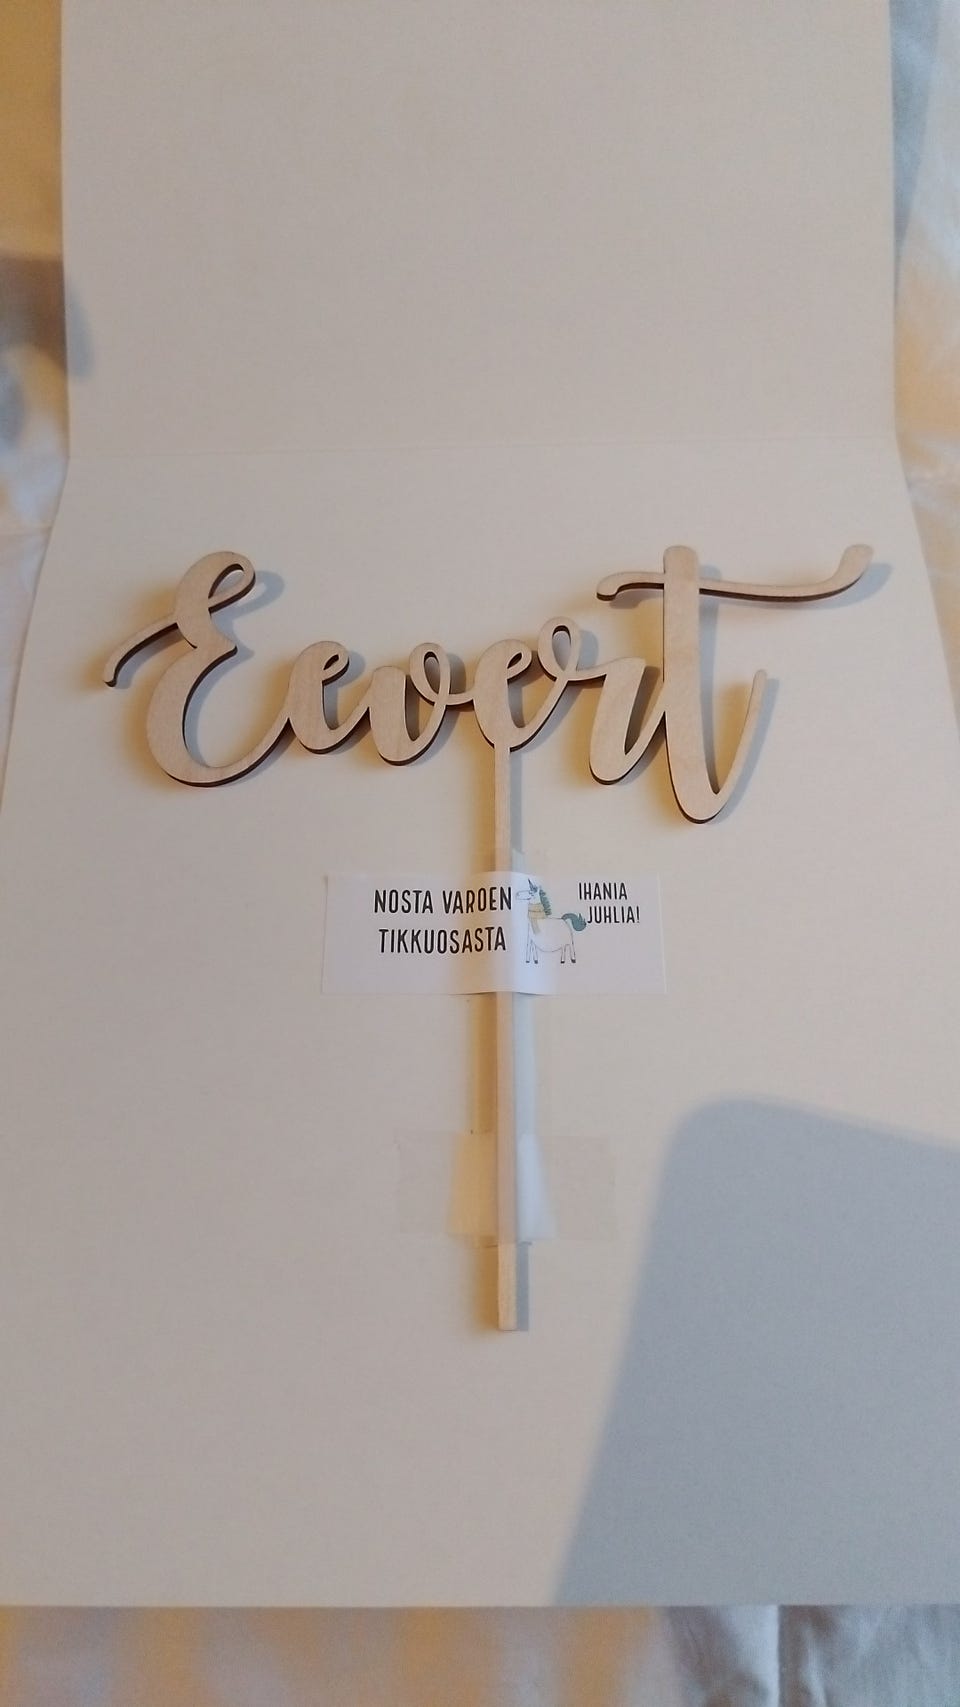 Eevert
NOSTA VAROEN
TIKKUOSASTA
IHANIA
JUHLIA!